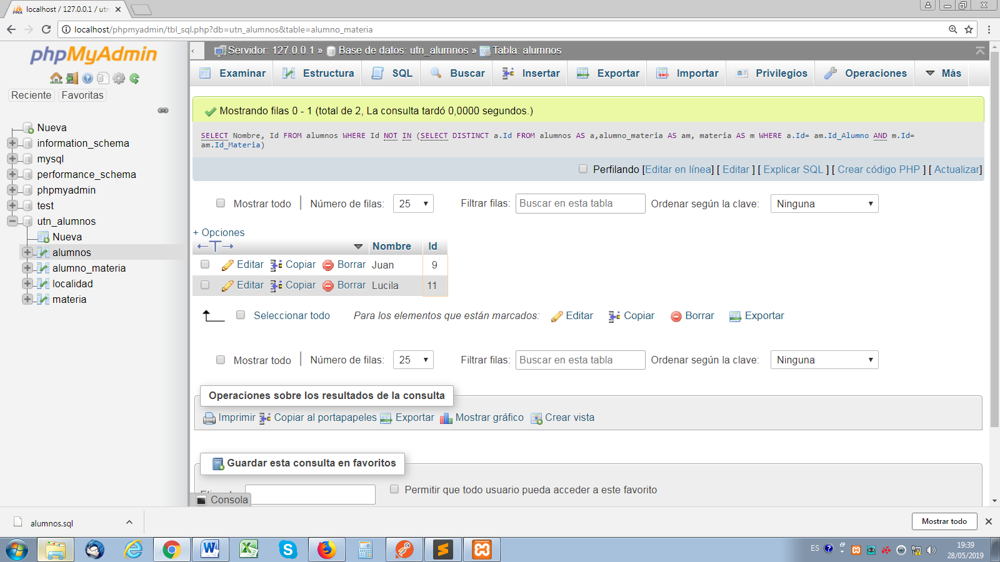 localhost / 127.0.0.1 / utn
localhost/phpmyadmin/tbl_sql.php?db=utn_alumnos&table=alumno_materia
phpMyAdmin
Reciente Favoritas
Nueva
information_schema
mysql
performance_schema
phpmyadmin
test
utn_alumnos
Nueva
alumnos
alumno_materia
localidad
materia
Servidor: 127.0.0.1 » Base de datos: utn_alumnos » Tabla: alumnos
Examinar Estructura SQL Buscar Insertar Exportar Importar Privilegios Operaciones Más
Mostrando filas 0 - 1 (total de 2, La consulta tardó 0,0000 segundos.)
SELECT Nombre, Id FROM alumnos WHERE Id NOT IN (SELECT DISTINCT a.Id FROM alumnos AS a,alumno_materia AS am, materia AS m WHERE a.Id= am.Id_Alumno AND m.Id=
am.Id_Materia)
Perfilando [Editar en línea] [ Editar ] [ Explicar SQL ] [ Crear código PHP ] [ Actualizar]
Mostrar todo Número de filas: 25 Filtrar filas: Buscar en esta tabla Ordenar según la clave: Ninguna
+ Opciones
Nombre Id
Editar Copiar Borrar Juan 9
Editar Copiar Borrar Lucila 11
Seleccionar todo Para los elementos que están marcados: Editar Copiar Borrar Exportar
Mostrar todo Número de filas: 25 Filtrar filas: Buscar en esta tabla Ordenar según la clave: Ninguna
Operaciones sobre los resultados de la consulta
Imprimir Copiar al portapapeles Exportar Mostrar gráfico Crear vista
Guardar esta consulta en favoritos
Permitir que todo usuario pueda acceder a este favorito
Consola
alumnos.sql
Mostrar todo
ES
19:39
28/05/2019